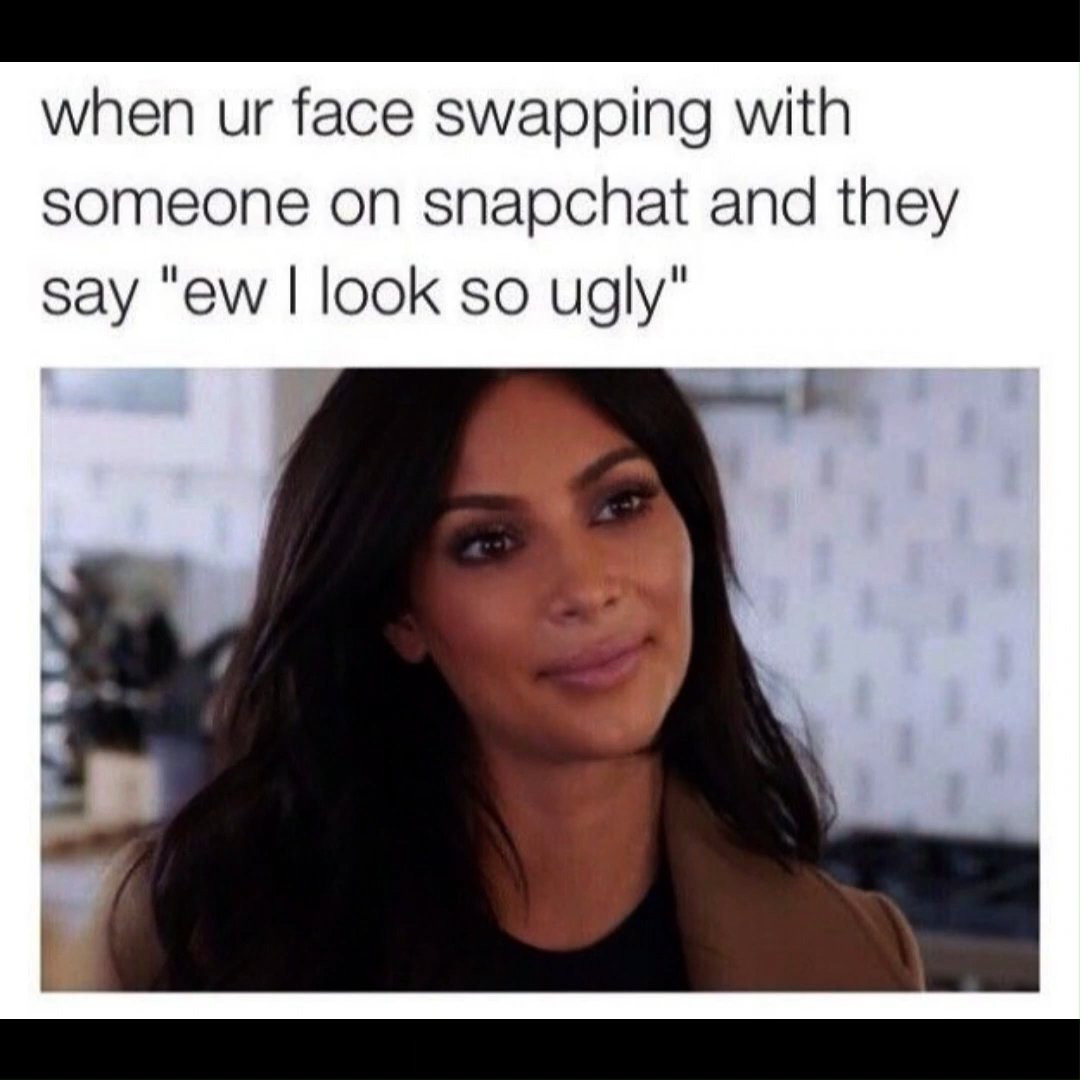 when ur face swapping with
someone on snapchat and they
say "ew I look so ugly"